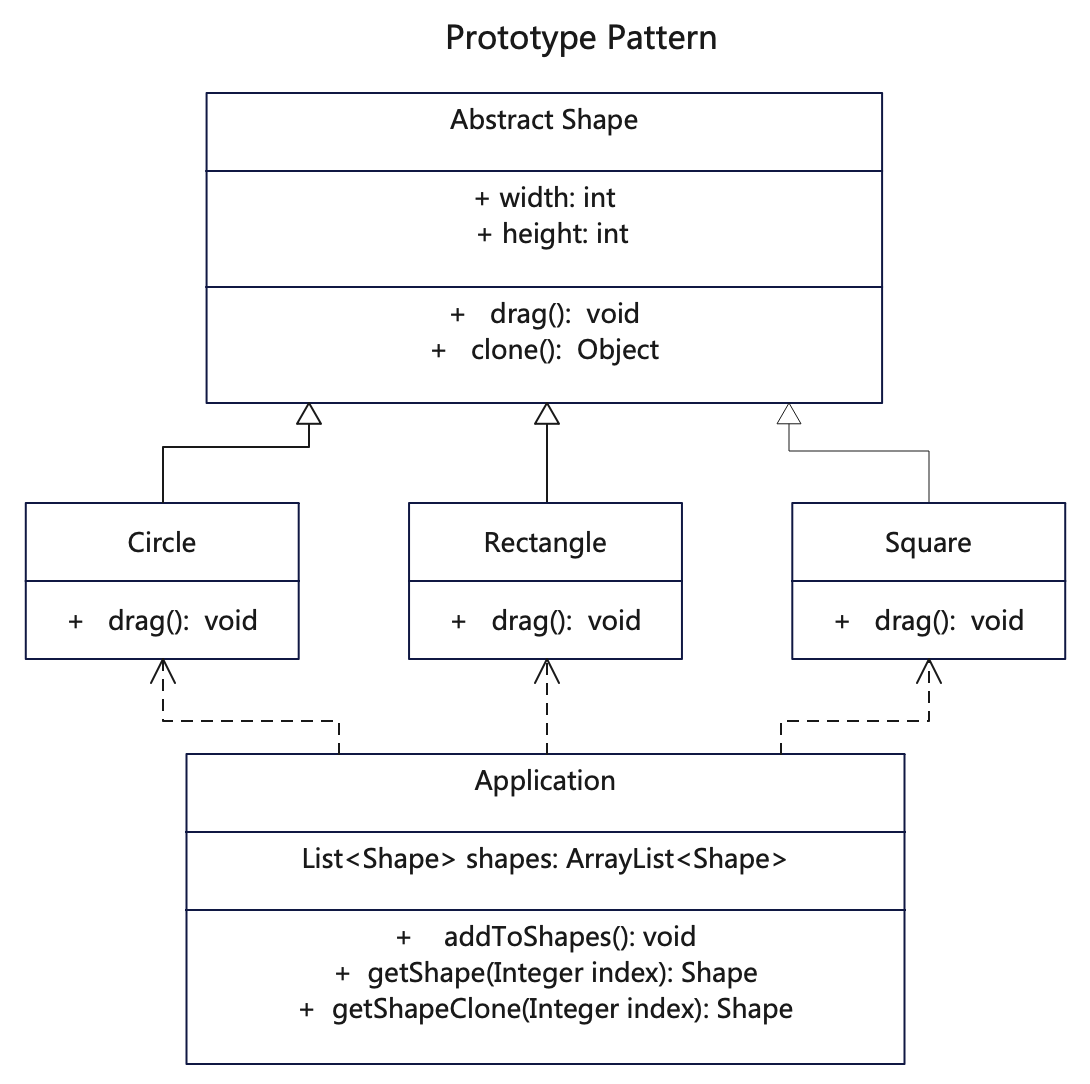 Prototype Pattern
Abstract Shape
+ width: int
+ height: int
+ drag(): void
+ clone(): Object
Circle
+ drag(): void
Rectangle
+ drag(): void
Square
+ drag(): void
Application
List<Shape> shapes: ArrayList<Shape>
+ addToShapes(): void
+ getShape(Integer index): Shape
+ getShapeClone(Integer index): Shape